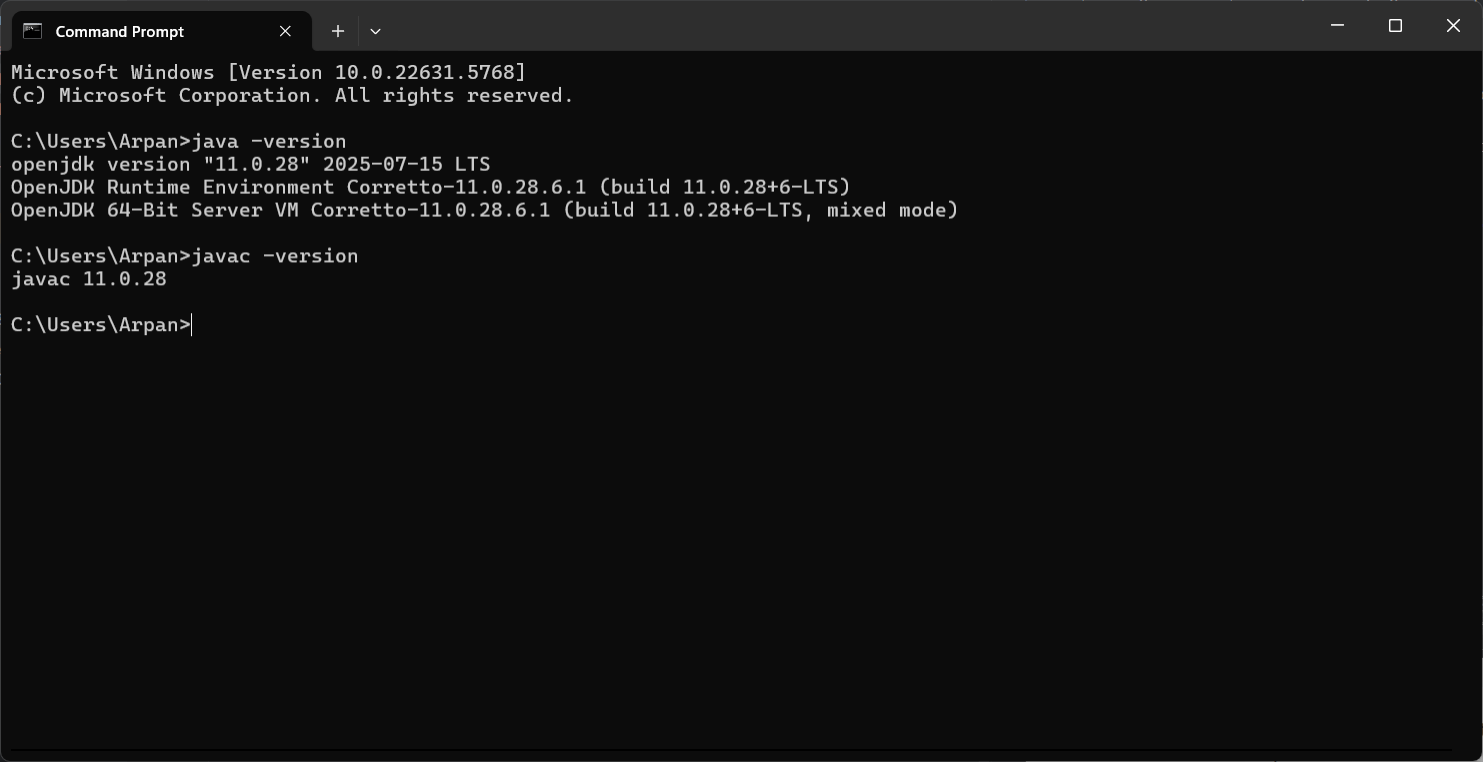 Command Prompt
Microsoft Windows [Version 10.0.22631.5768]
(c) Microsoft Corporation. All rights reserved.
C:\Users\Arpan>java -version
openjdk version "11.0.28" 2025-07-15 LTS
OpenJDK Runtime Environment Corretto-11.0.28.6.1 (build 11.0.28+6-LTS)
OpenJDK 64-Bit Server VM Corretto-11.0.28.6.1 (build 11.0.28+6-LTS, mixed mode)
C:\Users\Arpan>javac -version
javac 11.0.28
C:\Users\Arpan>